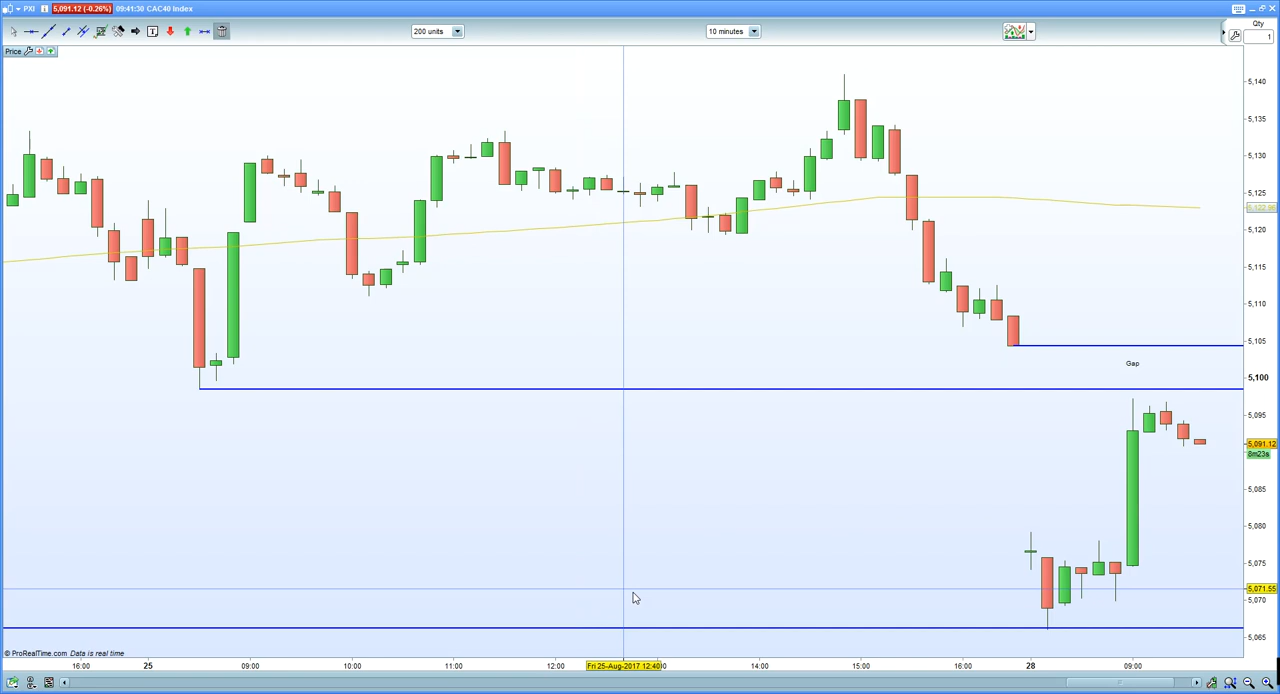 PXI 5,091.12 (-0.26%) 09:41:30 CAC40 Index
200 units
10 minutes
Qty
1
Price
5,140
5,135
5,130
5,125
5,122.86
5,120
5,115
5,110
5,105
Gap
5,100
5,095
5,091.12
8m23s
5,085
5,080
5,075
5,071.55
5,070
5,065
© ProRealTime.com Data is real time
16:00 25 09:00 10:00 11:00 12:00 Fri 25-Aug-2017 12:40 14:00 15:00 16:00 28 09:00